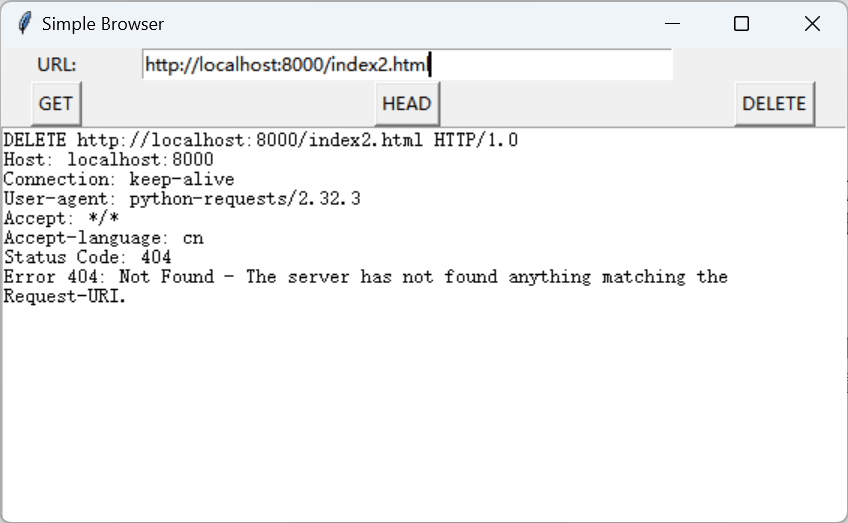 Simple Browser
URL: http://localhost:8000/index2.html
GET HEAD DELETE
DELETE http://localhost:8000/index2.html HTTP/1.0
Host: localhost:8000
Connection: keep-alive
User-agent: python-requests/2.32.3
Accept: */*
Accept-language: cn
Status Code: 404
Error 404: Not Found - The server has not found anything matching the
Request-URI.